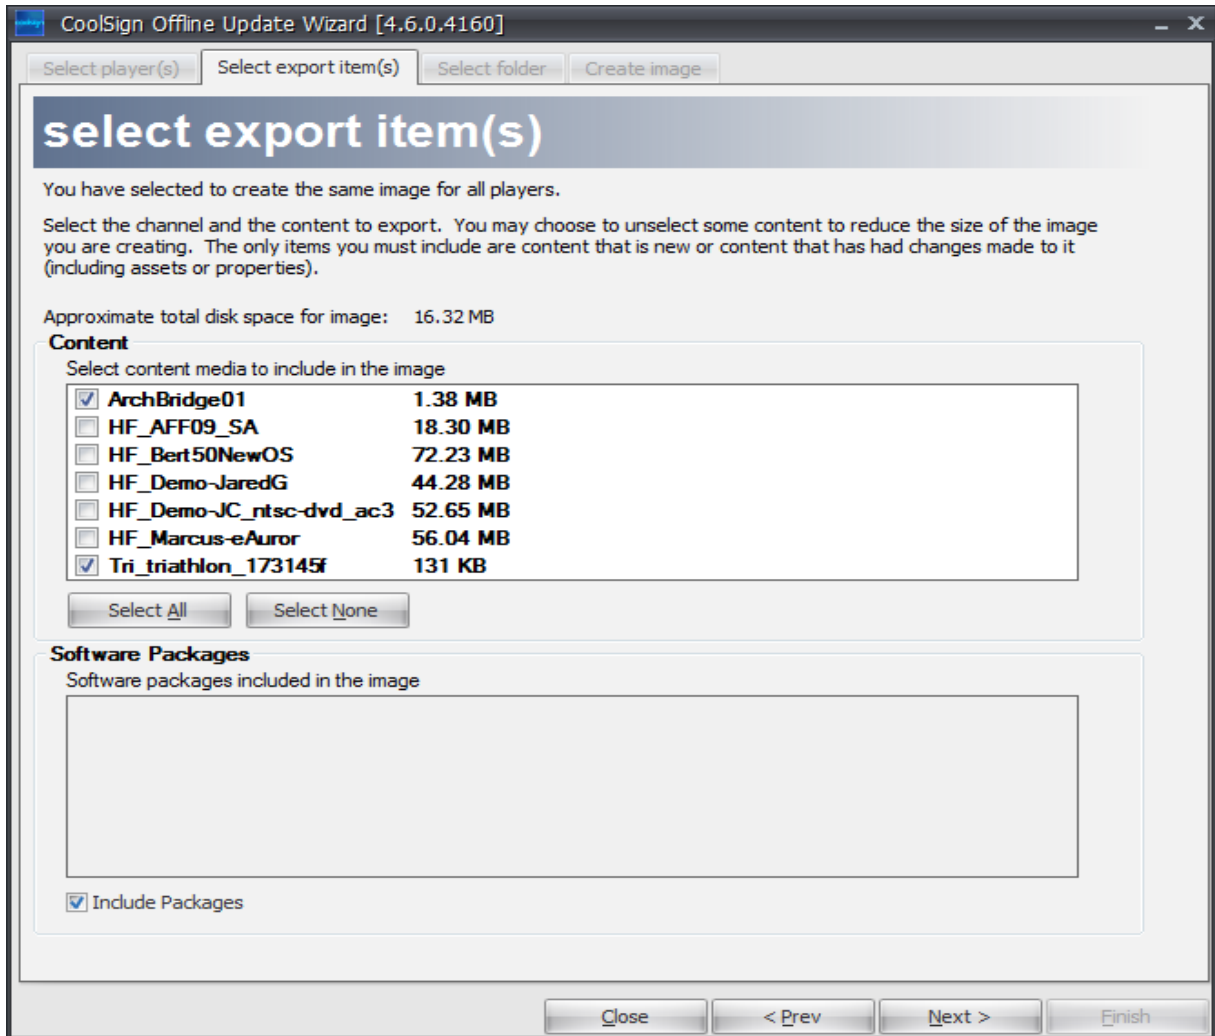 CoolSign Offline Update Wizard [4.6.0.4160]
Select player(s) Select export item(s) Select folder Create image
select export item(s)
You have selected to create the same image for all players.
Select the channel and the content to export. You may choose to unselect some content to reduce the size of the image
you are creating. The only items you must include are content that is new or content that has had changes made to it
(including assets or properties).
Approximate total disk space for image: 16.32 MB
Content
Select content media to include in the image
ArchBridge01 1.38 MB
HF_AFF09_SA 18.30 MB
HF_Bert50NewOS 72.23 MB
HF_Demo-JaredG 44.28 MB
HF_Demo-JC_ntsc-dvd_ac3 52.65 MB
HF_Marcus-eAuror 56.04 MB
Tri_triathlon_173145f 131 KB
Select All Select None
Software Packages
Software packages included in the image
Include Packages
Close < Prev Next > Finish